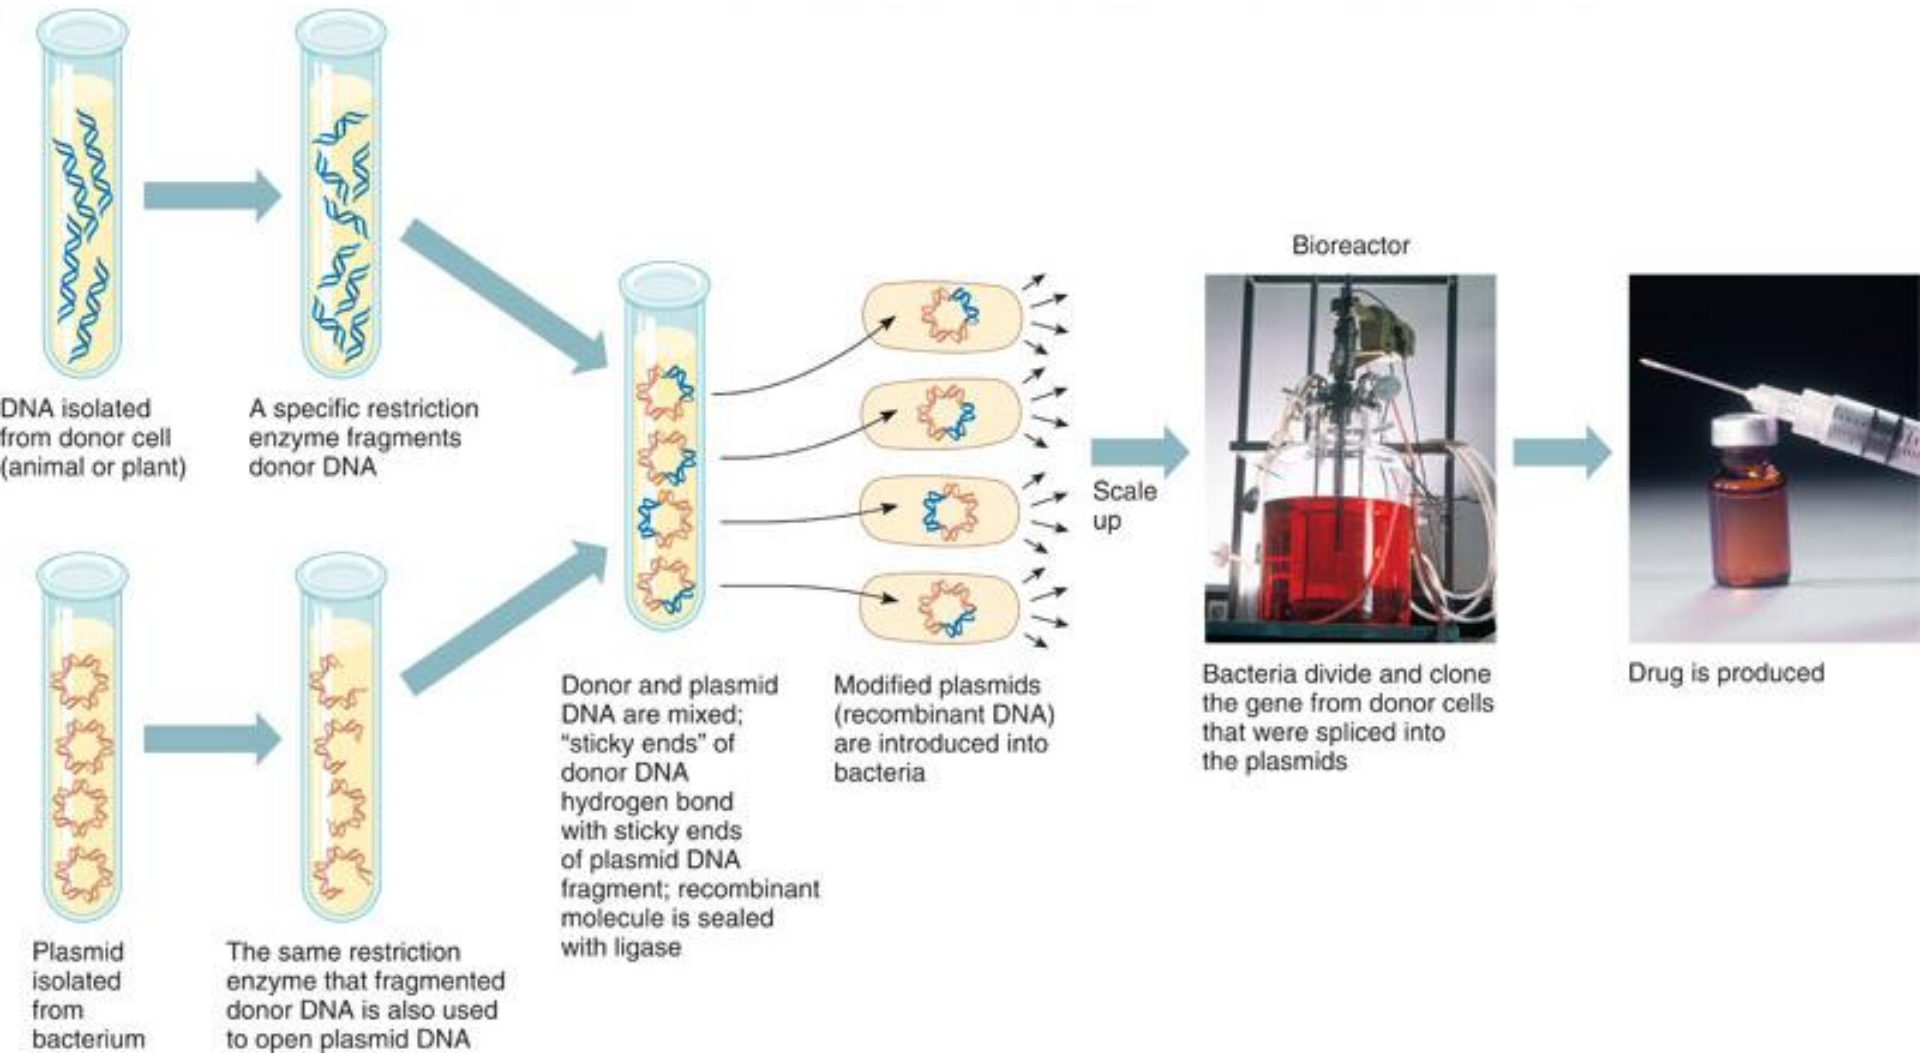 DNA isolated
from donor cell
(animal or plant)
A specific restriction
enzyme fragments
donor DNA
Plasmid
isolated
from
bacterium
The same restriction
enzyme that fragmented
donor DNA is also used
to open plasmid DNA
Donor and plasmid
DNA are mixed;
“sticky ends” of
donor DNA
hydrogen bond
with sticky ends
of plasmid DNA
fragment; recombinant
molecule is sealed
with ligase
Modified plasmids
(recombinant DNA)
are introduced into
bacteria
Scale
up
Bioreactor
Bacteria divide and clone
the gene from donor cells
that were spliced into
the plasmids
Drug is produced